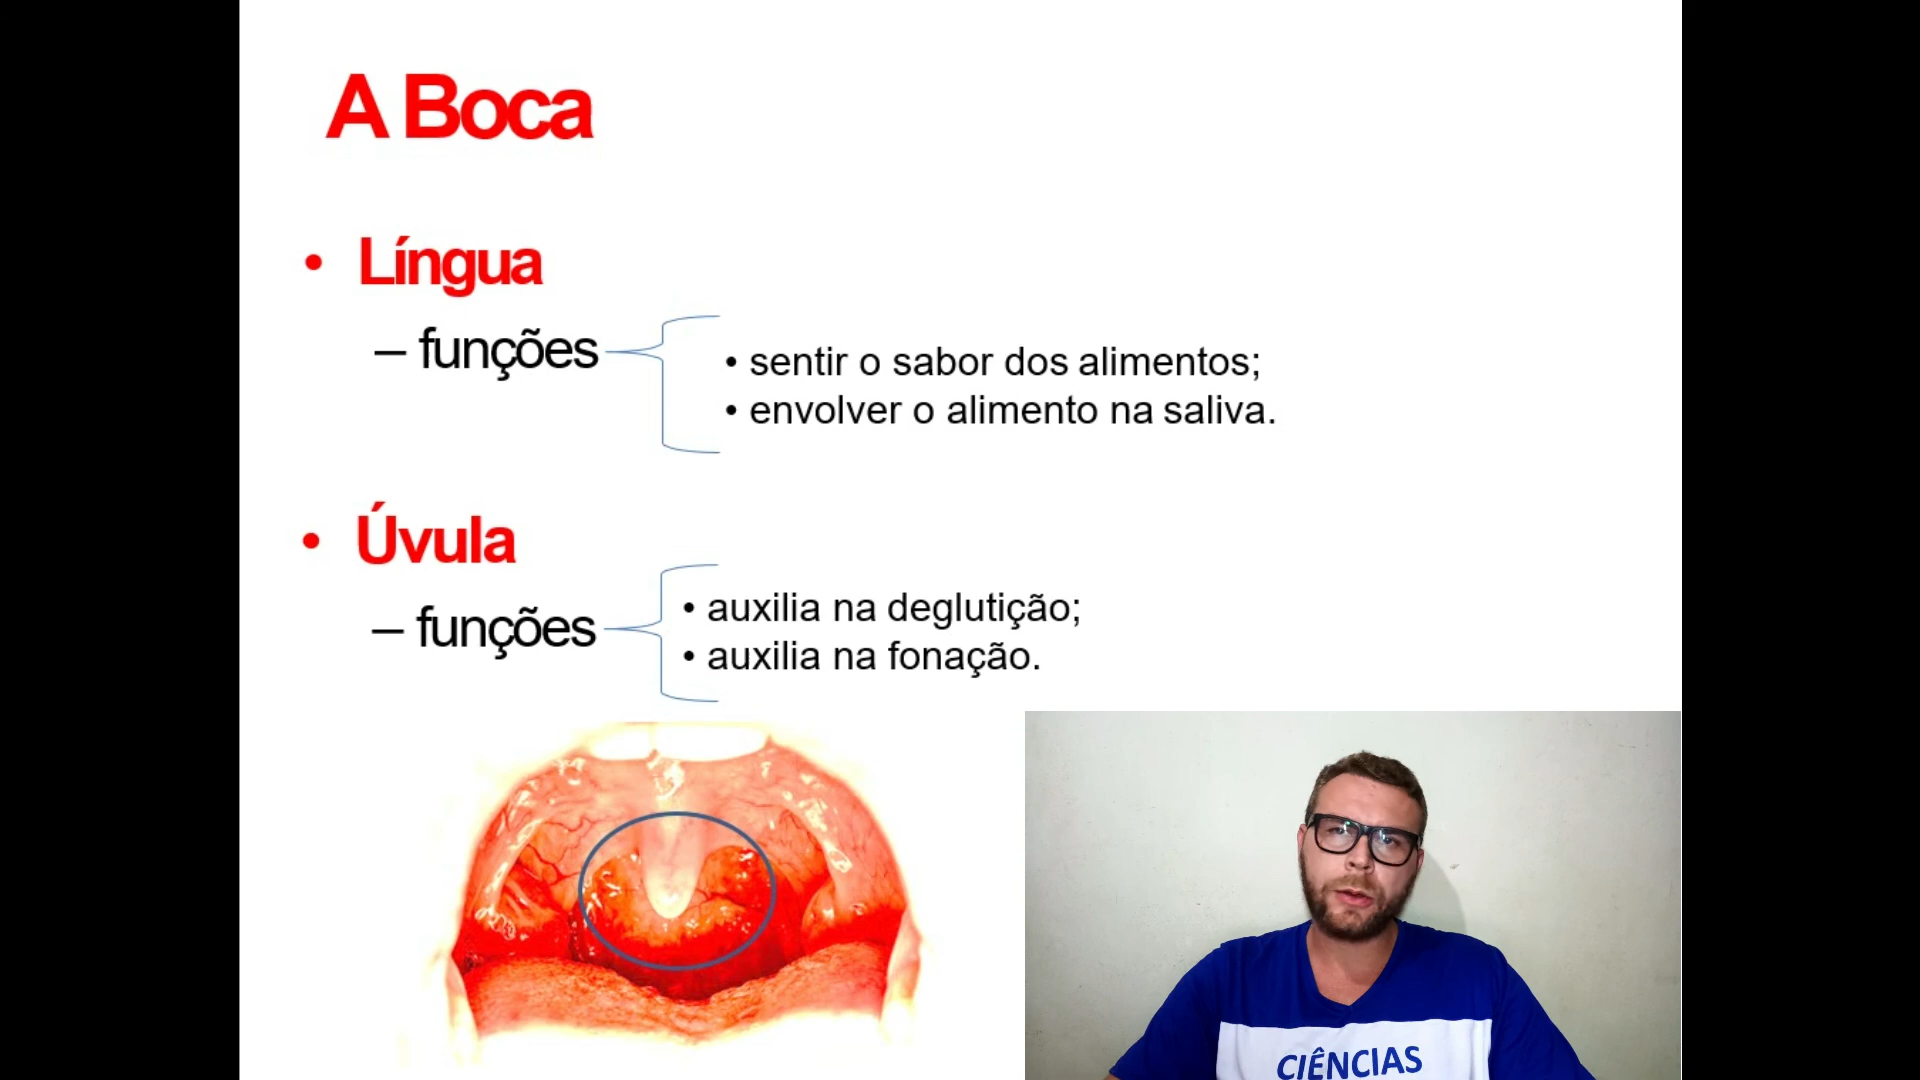 A Boca
• Língua
– funções
• sentir o sabor dos alimentos;
• envolver o alimento na saliva.
• Úvula
– funções
• auxilia na deglutição;
• auxilia na fonação.
CIÊNCIAS